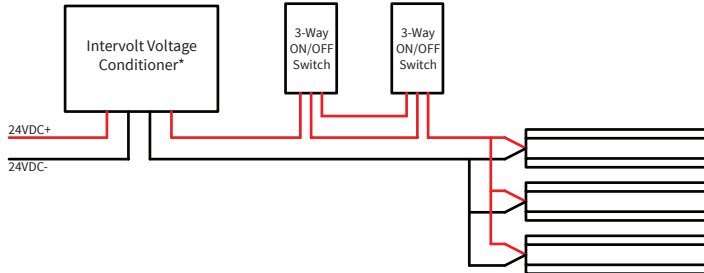 Intervolt Voltage
Conditioner*
3-Way
ON/OFF
Switch
3-Way
ON/OFF
Switch
24VDC+
24VDC-